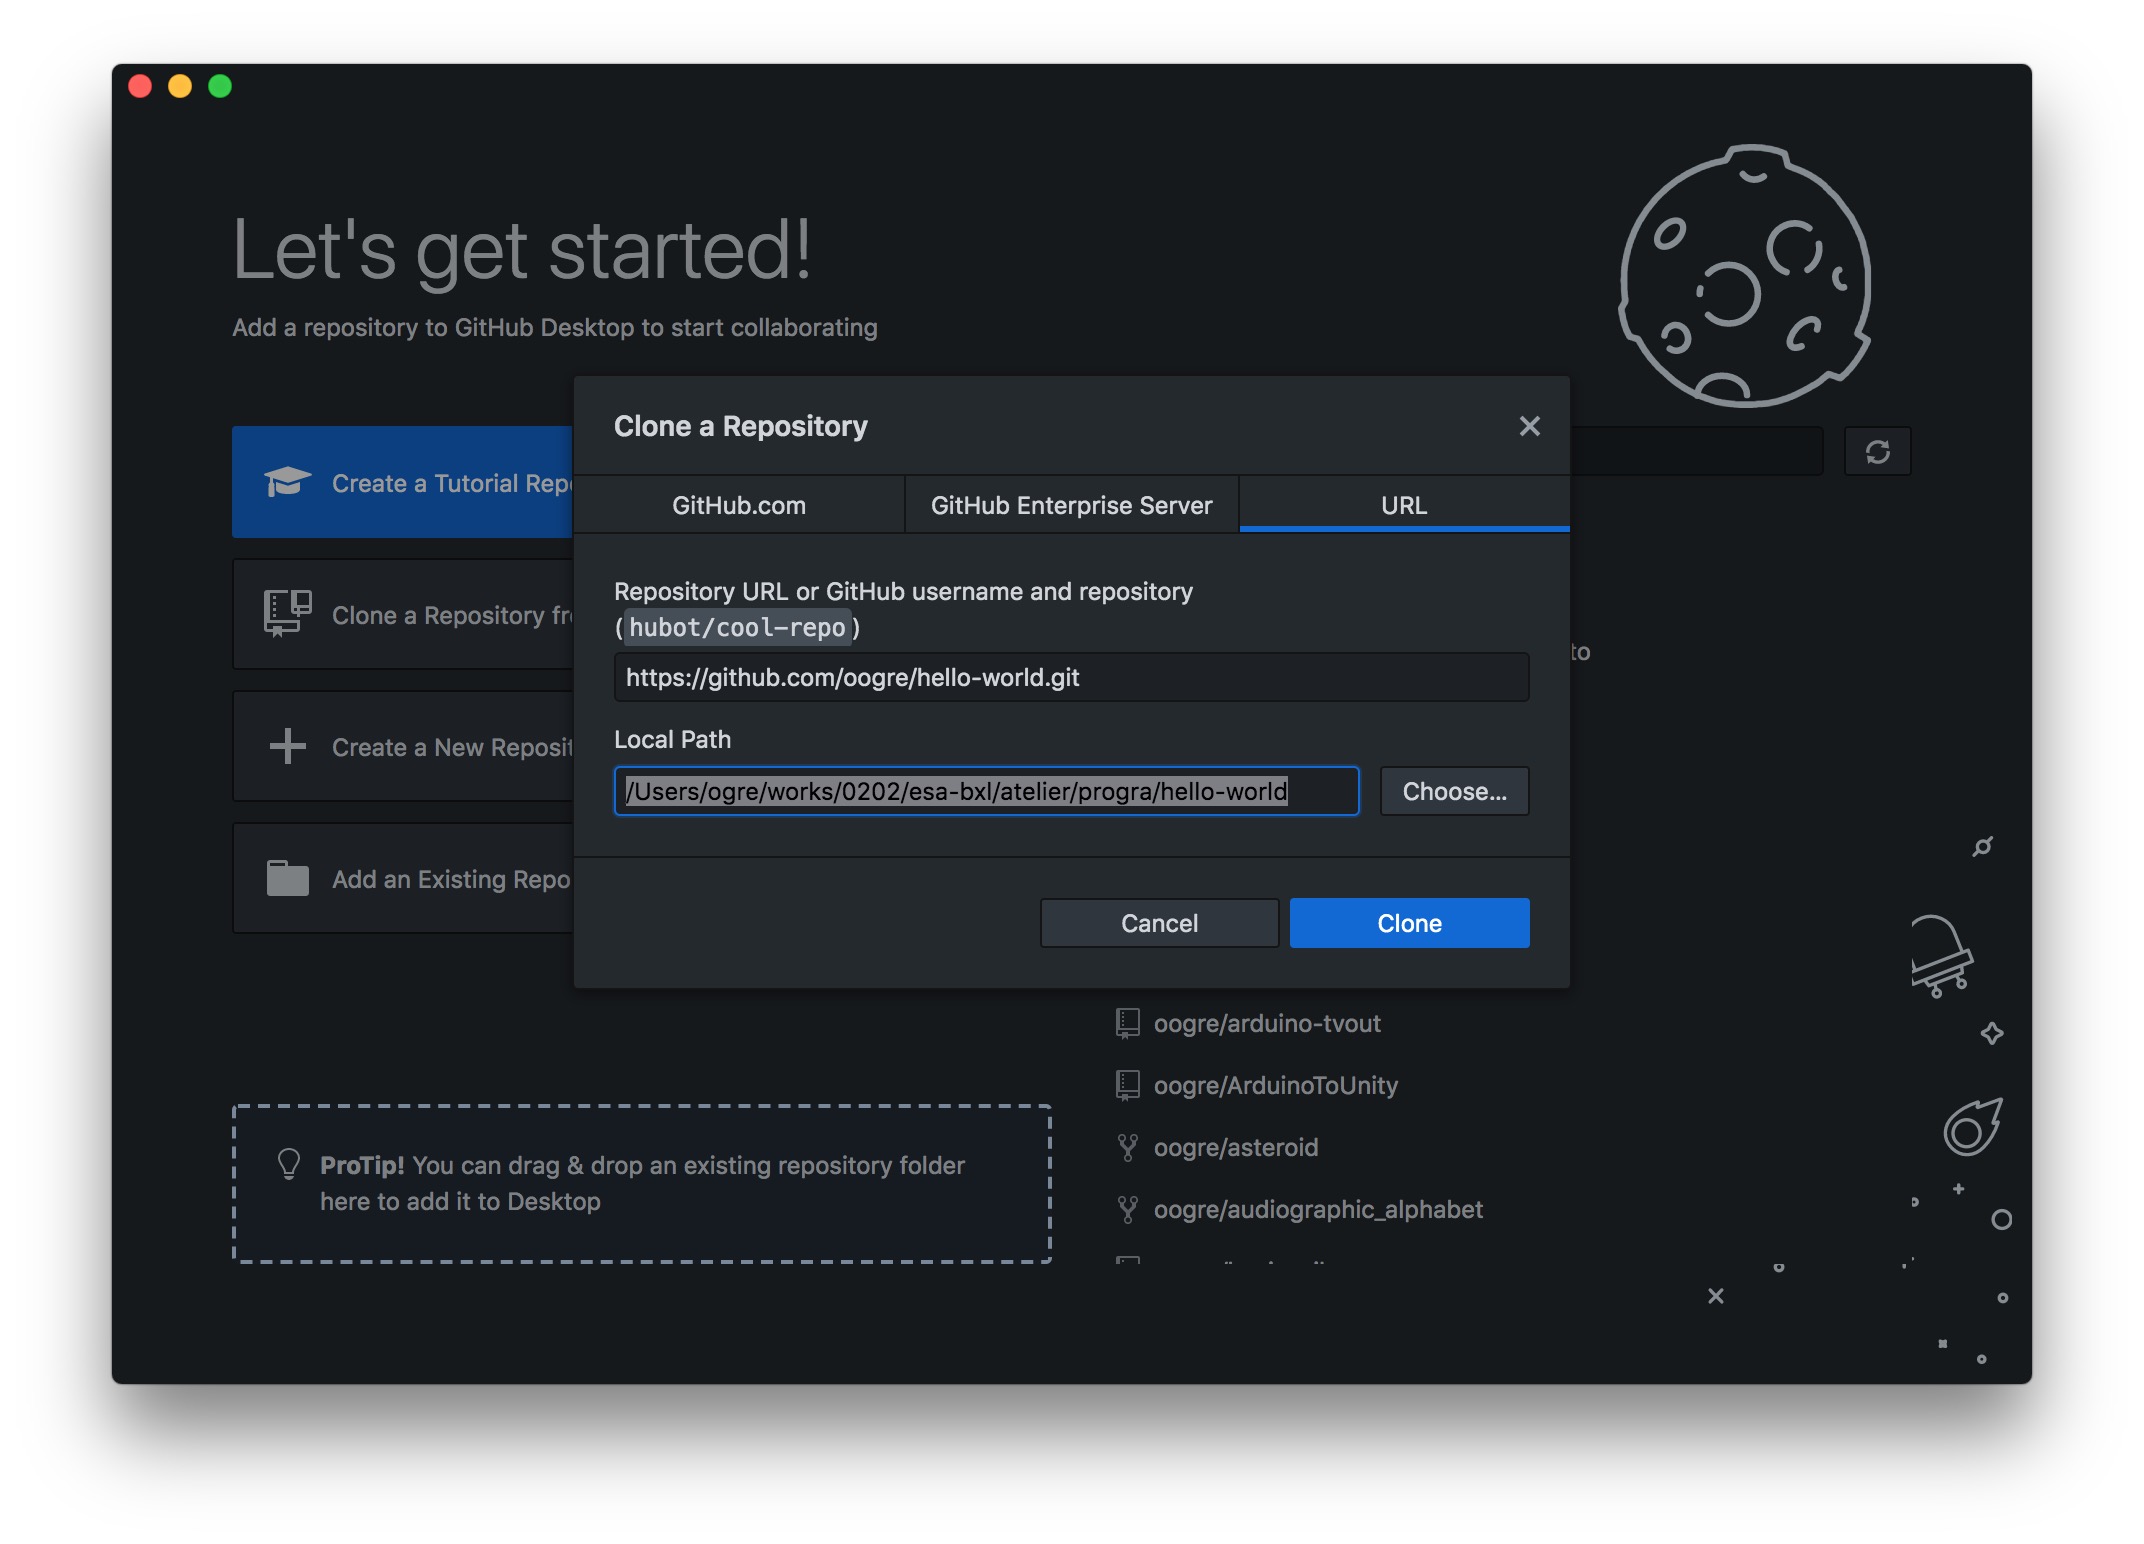 Let's get started!
Add a repository to GitHub Desktop to start collaborating
Create a Tutorial Rep
Clone a Repository fr
Create a New Reposit
Add an Existing Repo
Clone a Repository
GitHub.com
GitHub Enterprise Server
URL
Repository URL or GitHub username and repository
(hubot/cool-repo)
https://github.com/oogre/hello-world.git
Local Path
/Users/ogre/works/0202/esa-bxl/atelier/progra/hello-world
Choose...
Cancel
Clone
to
oogre/arduino-tvout
oogre/ArduinoToUnity
oogre/asteroid
oogre/audiographic_alphabet
ProTip! You can drag & drop an existing repository folder
here to add it to Desktop